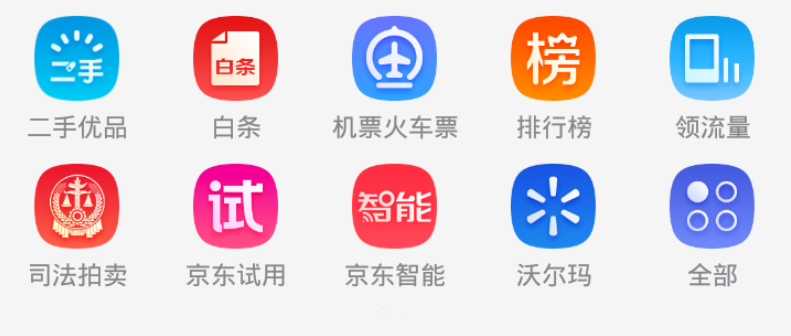 二手
白条
榜
二手优品
白条
机票火车票
排行榜
领流量
试
智能
司法拍卖
京东试用
京东智能
沃尔玛
全部